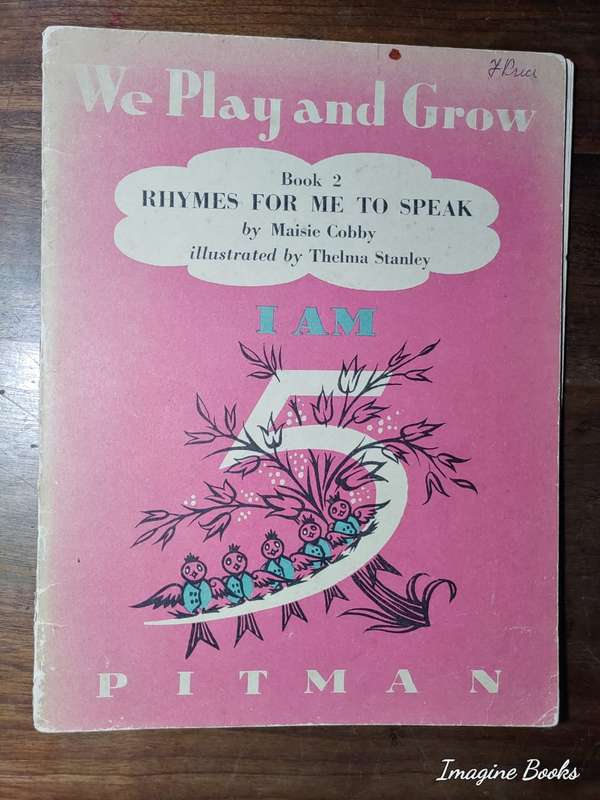 F Price
We Play and Grow
Book 2
RHYMES FOR ME TO SPEAK
by Maisie Cobby
illustrated by Thelma Stanley
I AM
5
PITMAN
Imagine Books